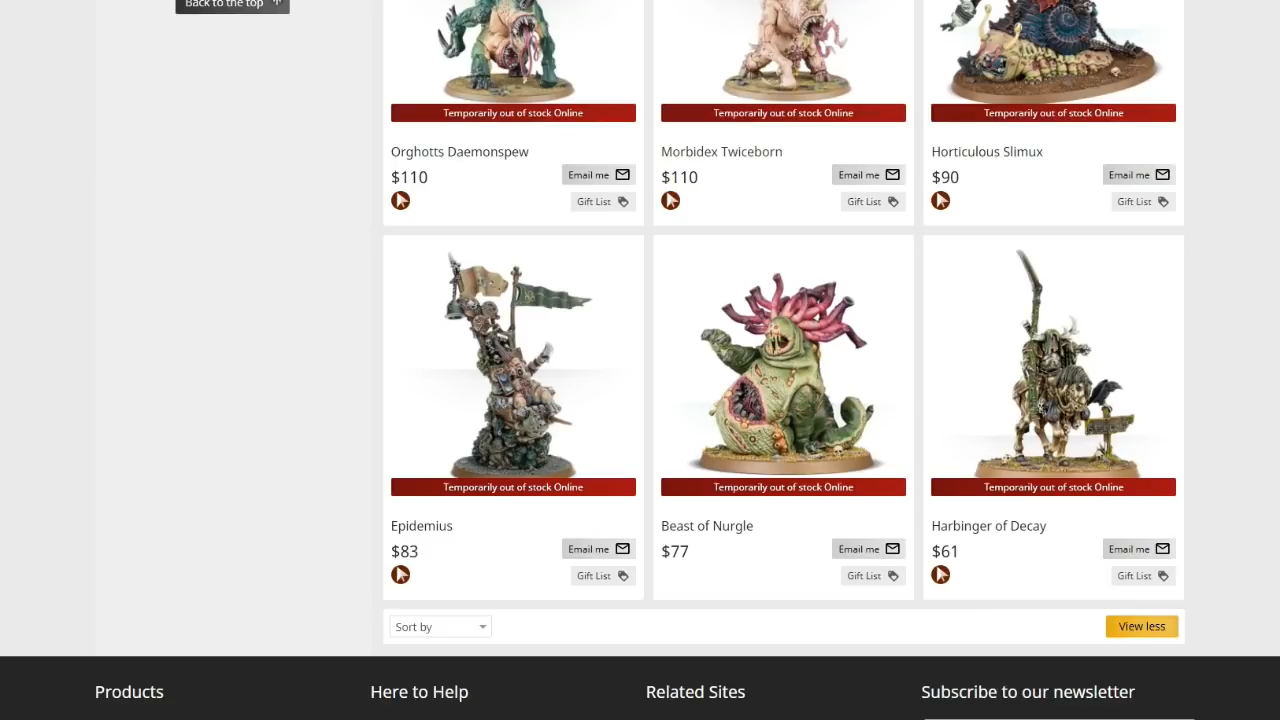 Back to the top
Temporarily out of stock Online
Temporarily out of stock Online
Temporarily out of stock Online
Orghotts Daemonspew
Morbidex Twiceborn
Horticulous Slimux
$110
Email me
$110
Email me
$90
Email me
Gift List
Gift List
Gift List
Temporarily out of stock Online
Temporarily out of stock Online
Temporarily out of stock Online
Epidemius
Beast of Nurgle
Harbinger of Decay
$83
Email me
$77
Email me
$61
Email me
Gift List
Gift List
Gift List
Sort by
View less
Products
Here to Help
Related Sites
Subscribe to our newsletter